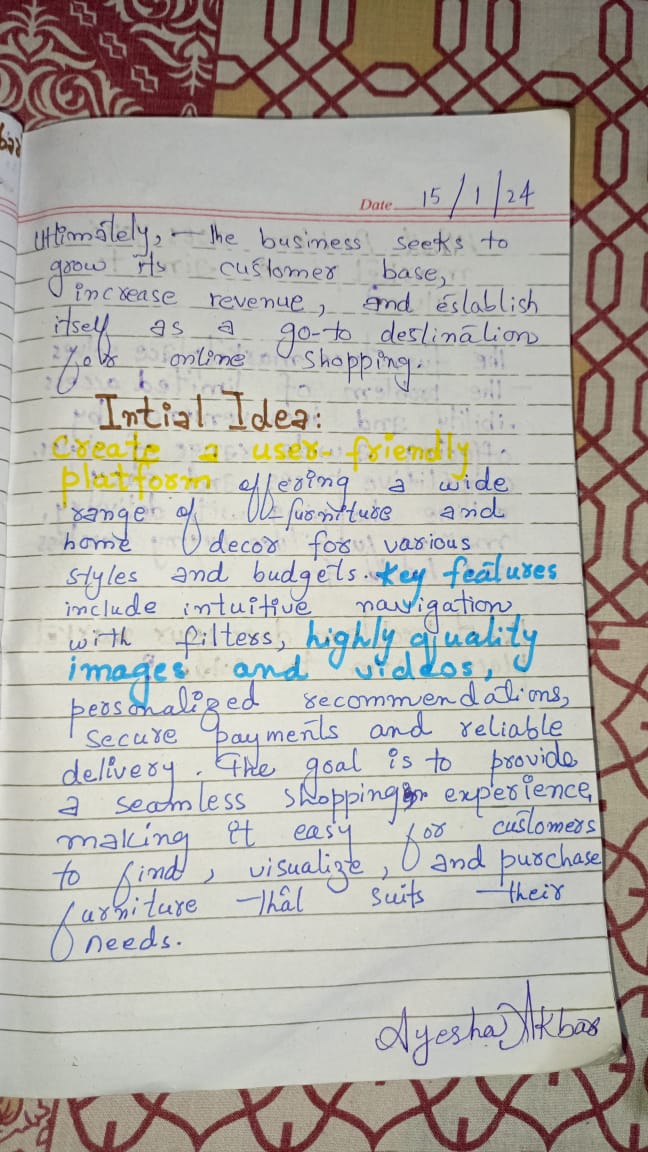 Date 15/1/24
Ultimately, the business seeks to
grow its customer base,
increase revenue, and establish
itself as a go-to destination
for online shopping.
Intial Idea:
Create a user-friendly
platform offering a wide
range of furniture and
home decor for various
styles and budgets. Key features
include intuitive navigation
with filters, highly quality
images and videos,
personalized recommendations,
secure payments and reliable
delivery. The goal is to provide
a seamless shopping experience,
making it easy for customers
to find, visualize, and purchase
furniture that suits their
needs.
Ayesha Akbar